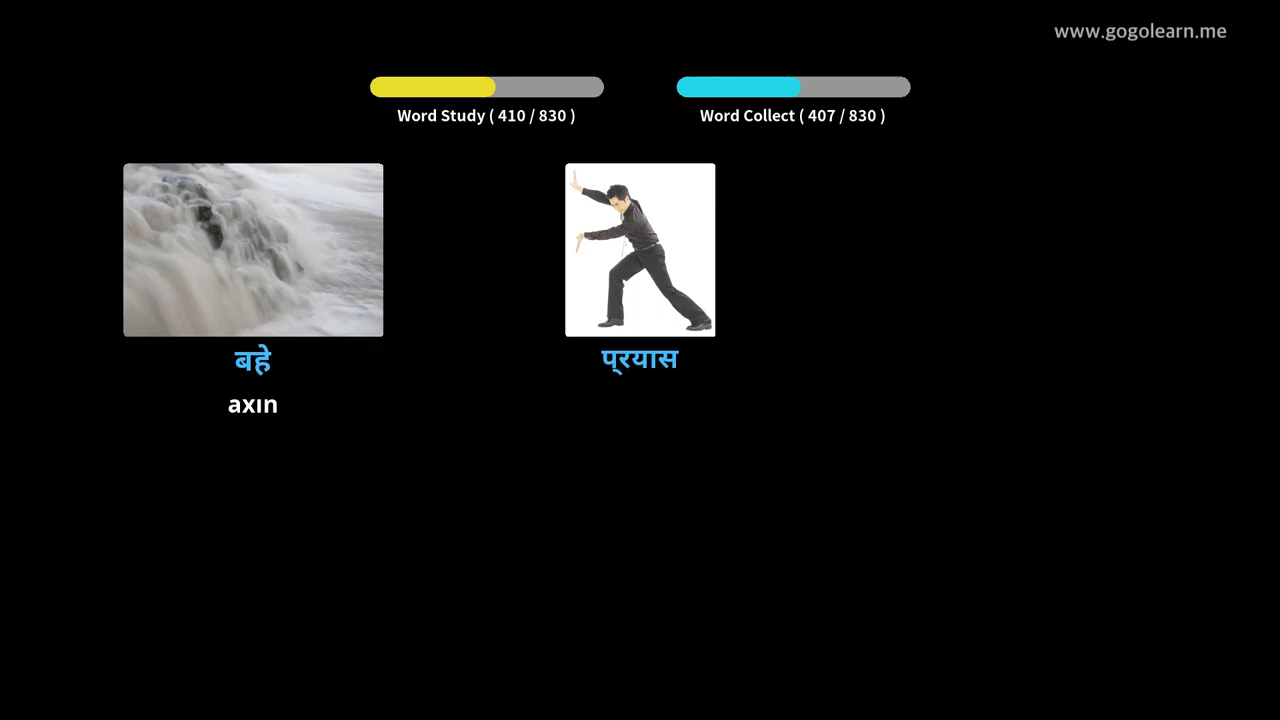 www.gogolearn.me
Word Study ( 410 / 830 )
Word Collect ( 407 / 830 )
बहे
प्रयास
axın